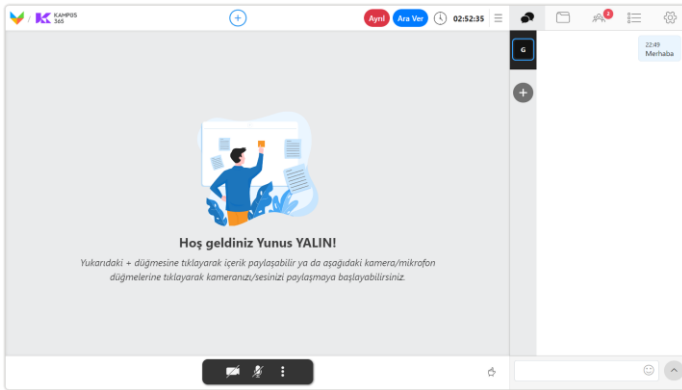 KAMPUS
365
Ayrıl
Ara Ver
02:52:35
3
G
22:49
Merhaba
Hoş geldiniz Yunus YALIN!
Yukarıdaki + düğmesine tıklayarak içerik paylaşabilir ya da aşağıdaki kamera/mikrofon
düğmelerine tıklayarak kameranızı/sesinizi paylaşmaya başlayabilirsiniz.